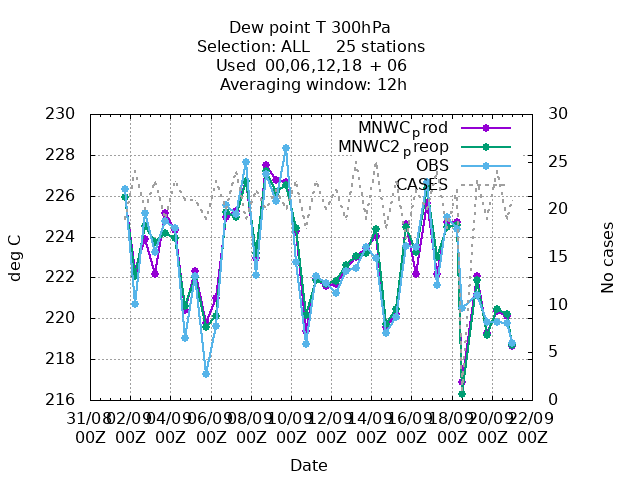 Dew point T 300hPa
Selection: ALL 25 stations
Used 00,06,12,18 + 06
Averaging window: 12h
230 30
MNWCprod
MNWC2preop
OBS
CASES
228 25
226 20
224 15
222 10
220 5
218 0
216
deg C
No cases
31/08 02/09 04/09 06/09 08/09 10/09 12/09 14/09 16/09 18/09 20/09 22/09
00Z 00Z 00Z 00Z 00Z 00Z 00Z 00Z 00Z 00Z 00Z 00Z
Date